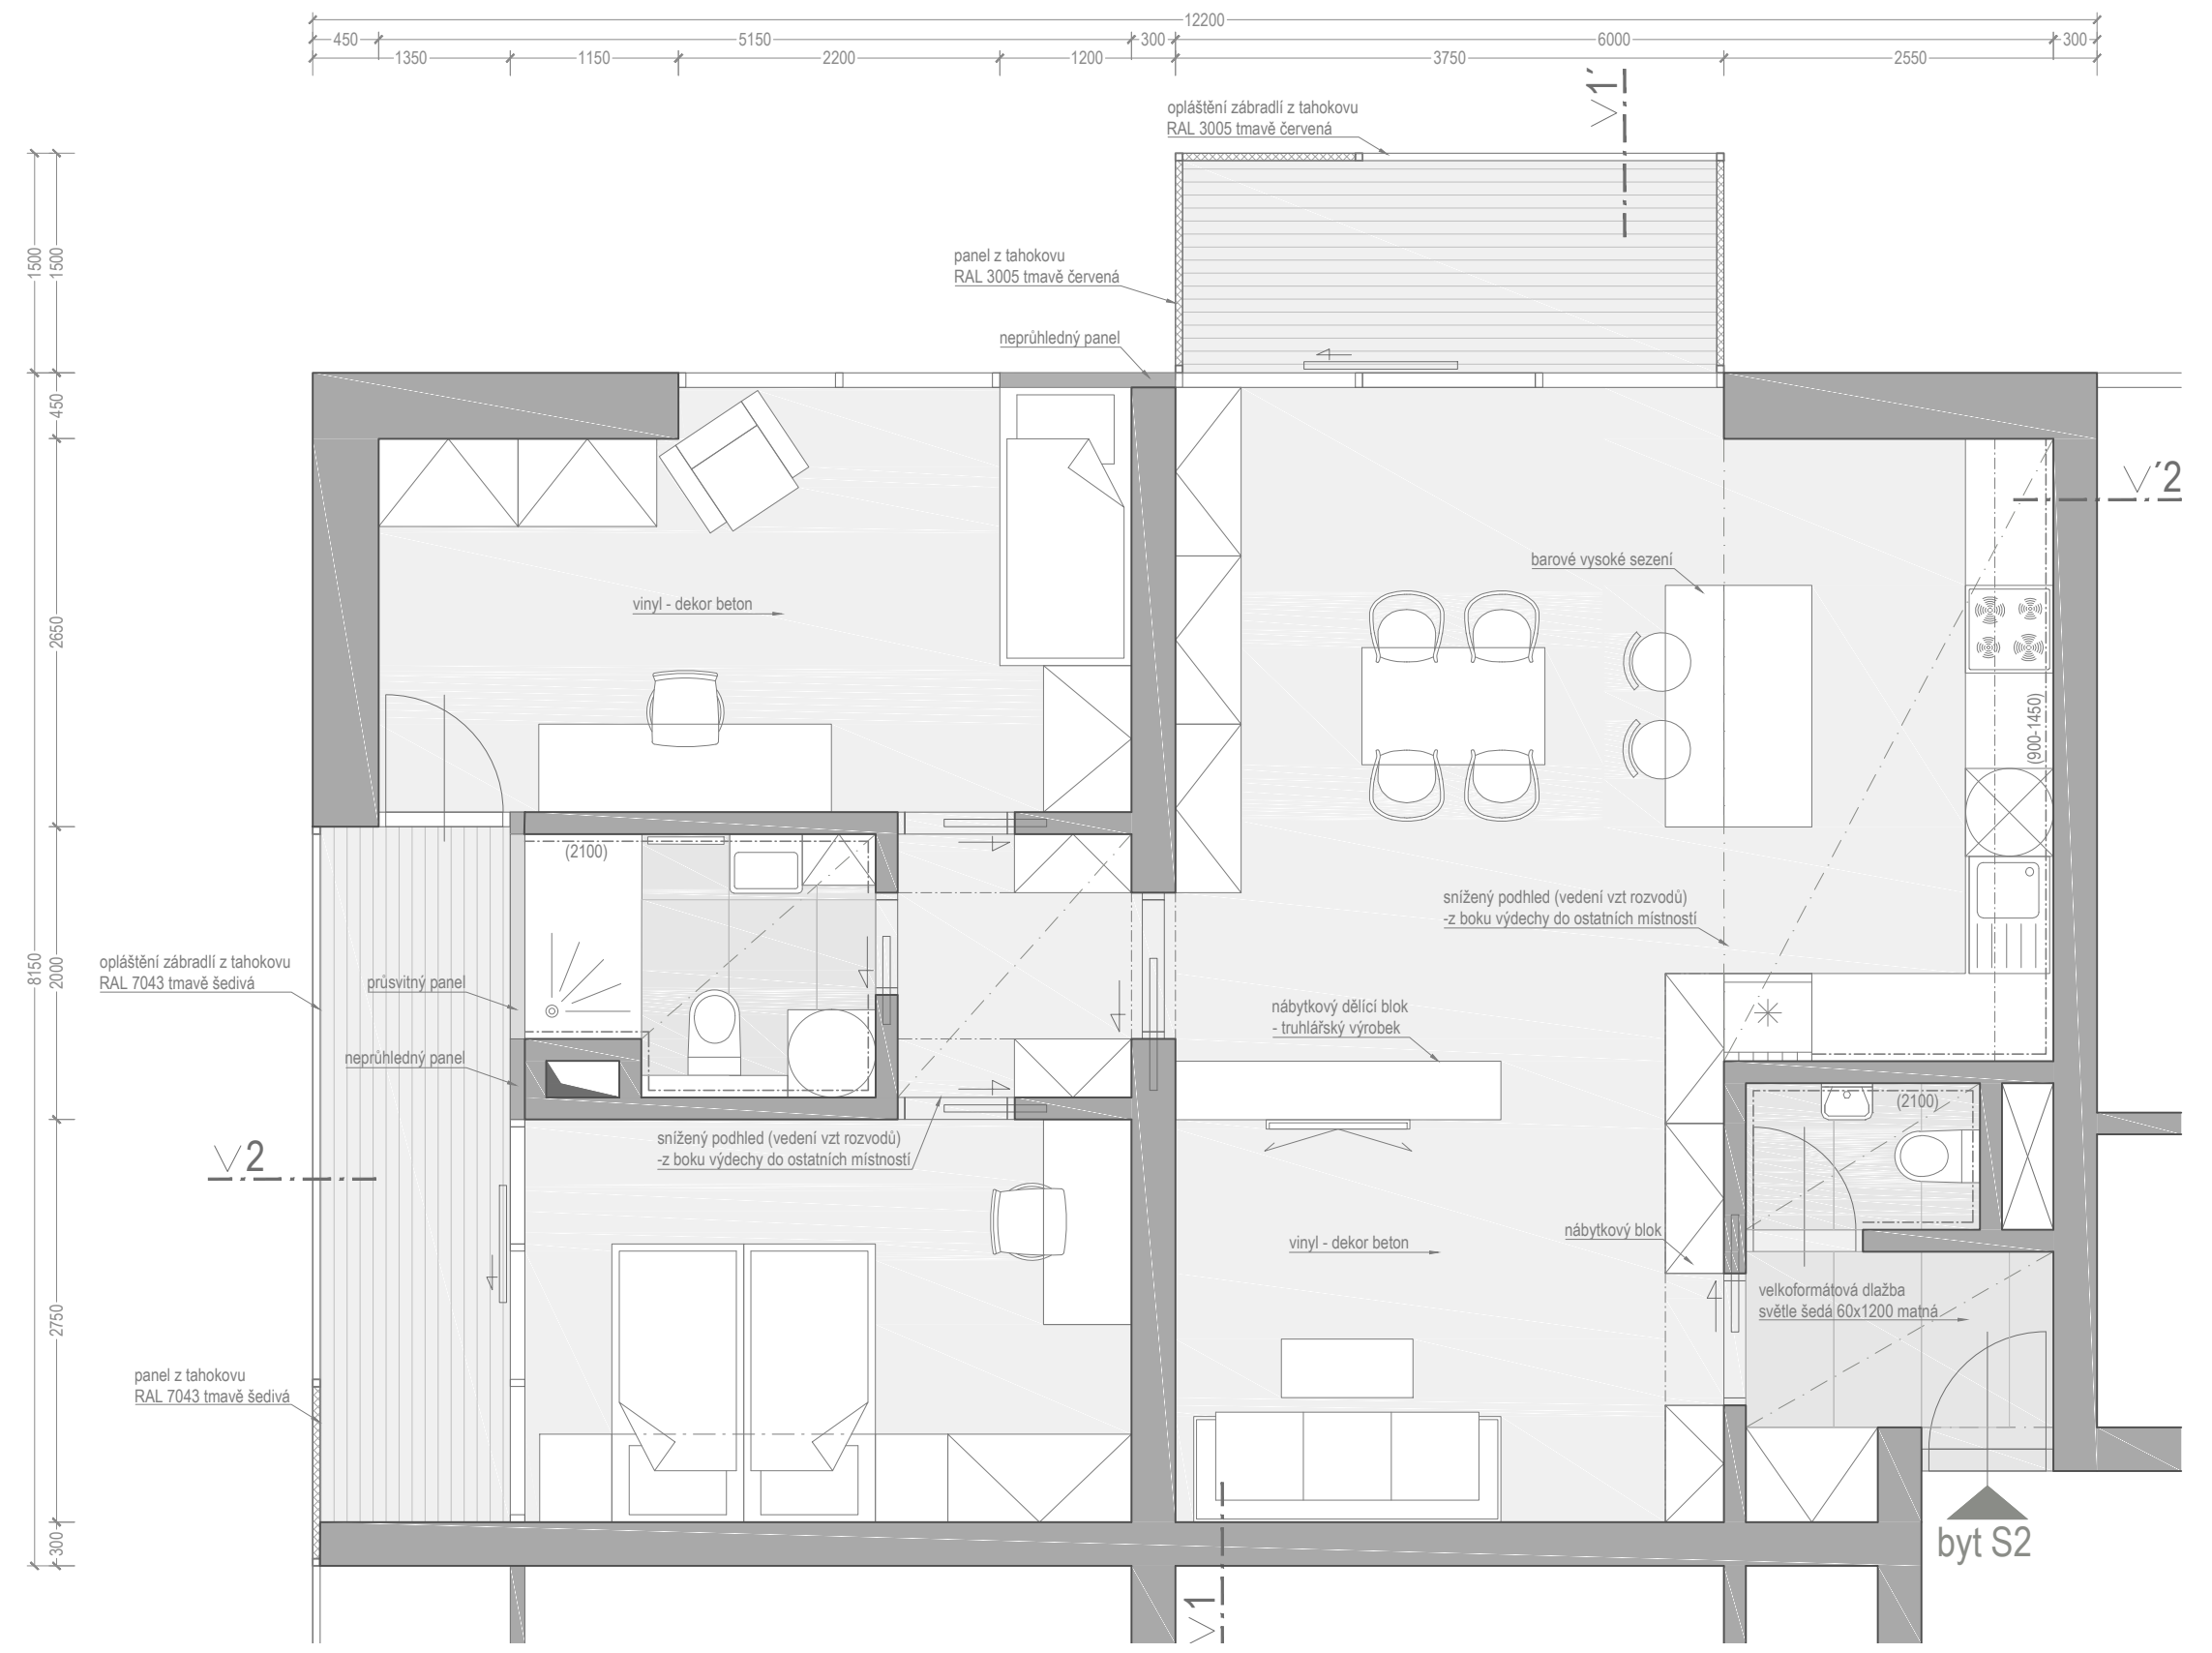 12200
450
5150
300
6000
300
1350
1150
2200
1200
3750
2550
V1´
opláštění zábradlí z tahokovu
RAL 3005 tmavě červená
1500
1500
panel z tahokovu
RAL 3005 tmavě červená
neprůhledný panel
450
V´2
barové vysoké sezení
vinyl - dekor beton
2650
(900-1450)
(2100)
snížený podhled (vedení vzt rozvodů)
-z boku výdechy do ostatních místností
opláštění zábradlí z tahokovu
RAL 7043 tmavě šedivá
8150
2000
průsvitný panel
nábytkový dělící blok
- truhlářský výrobek
neprůhledný panel
(2100)
snížený podhled (vedení vzt rozvodů)
-z boku výdechy do ostatních místností
V2
nábytkový blok
vinyl - dekor beton
velkoformátová dlažba
světle šedá 60x1200 matná
2750
panel z tahokovu
RAL 7043 tmavě šedivá
300
byt S2
V1